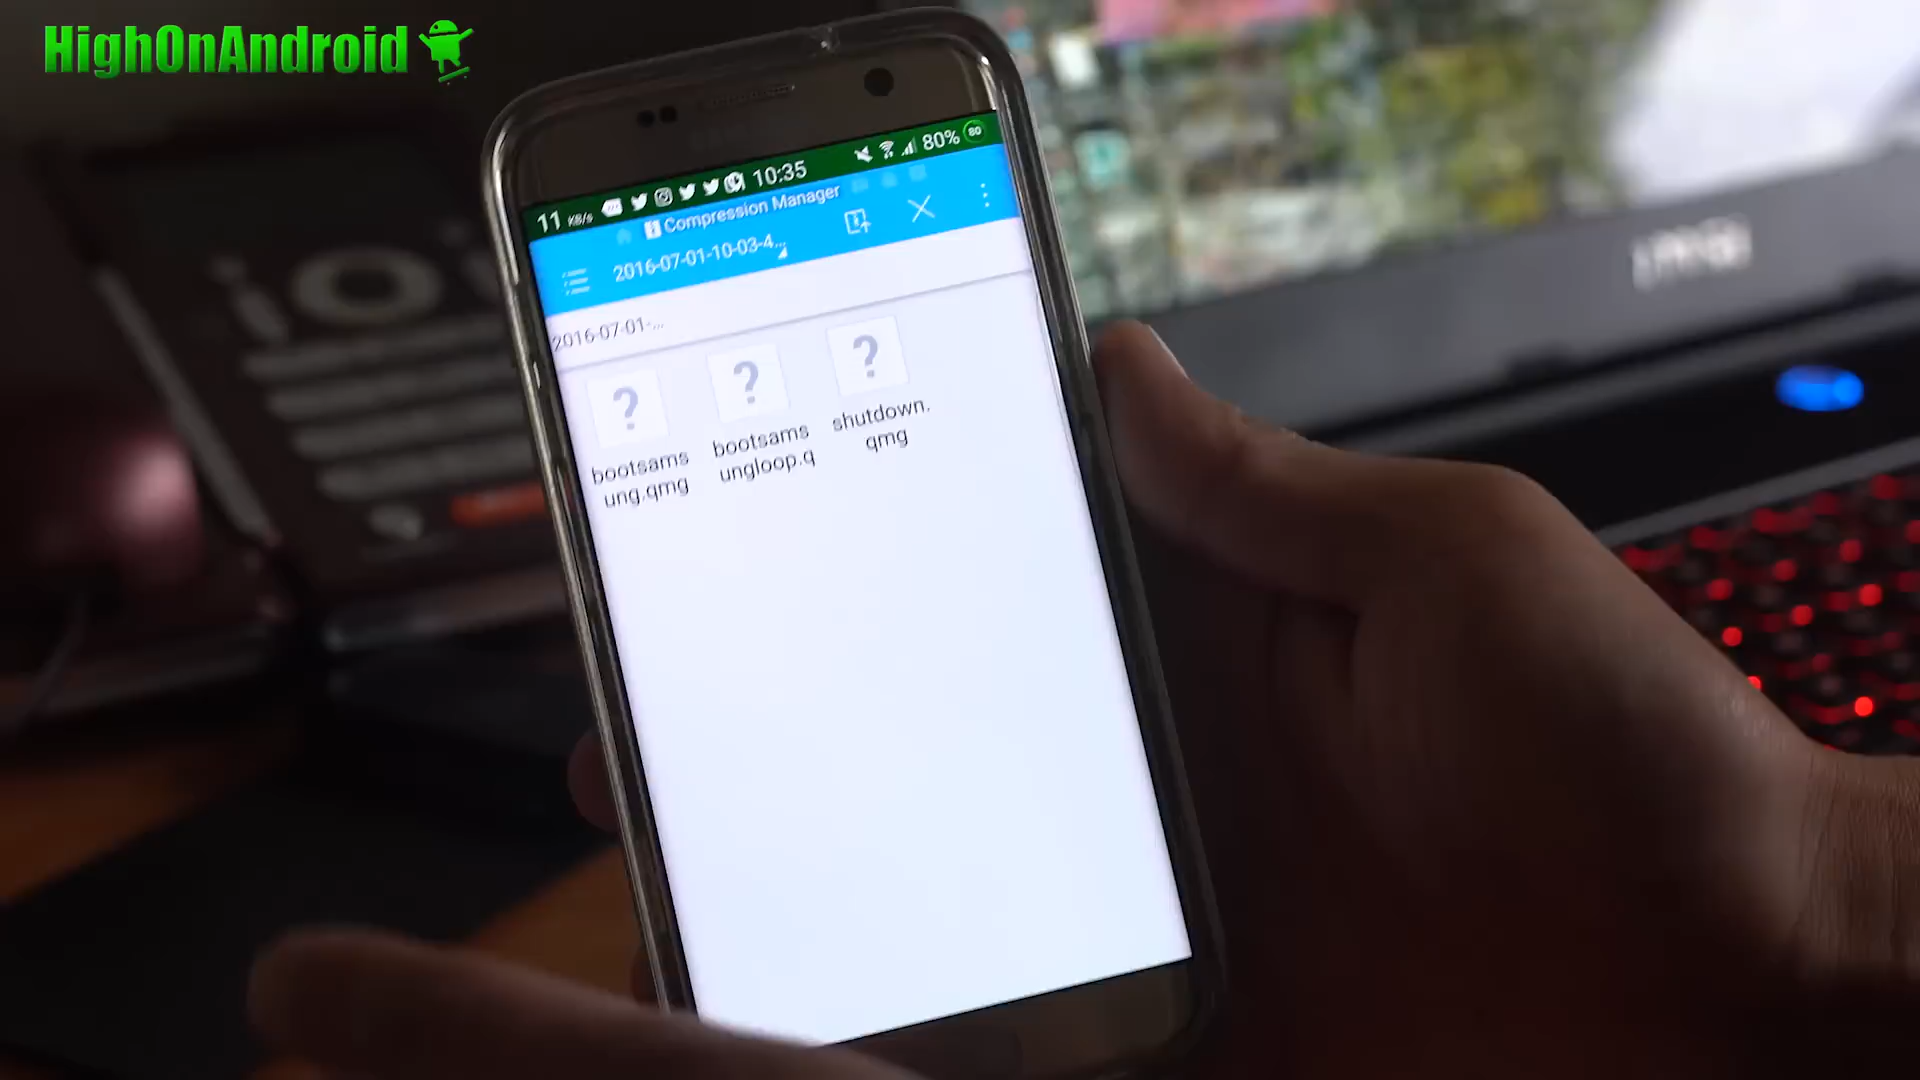 HighOnAndroid
11 KB/s 10:35 80% 80
Compression Manager
2016-07-01-10-03-4...
2016-07-01-...
bootsams
ung.qmg
bootsams
ungloop.q
shutdown.
qmg